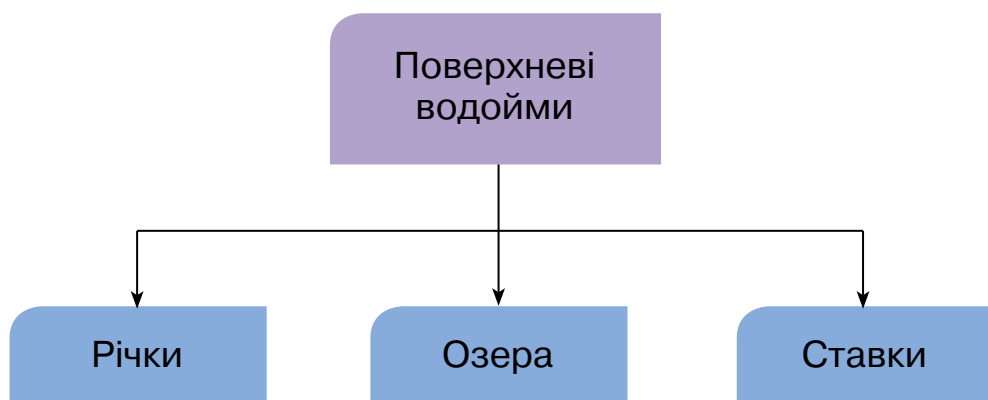 Поверхневі
водойми
Річки
Озера
Ставки